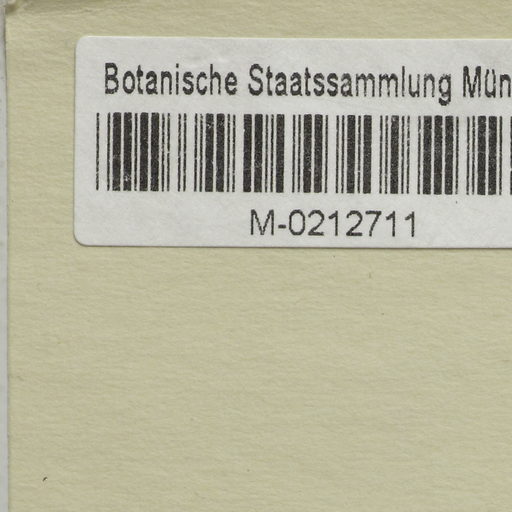 Botanische Staatssammlung Mün
M-0212711